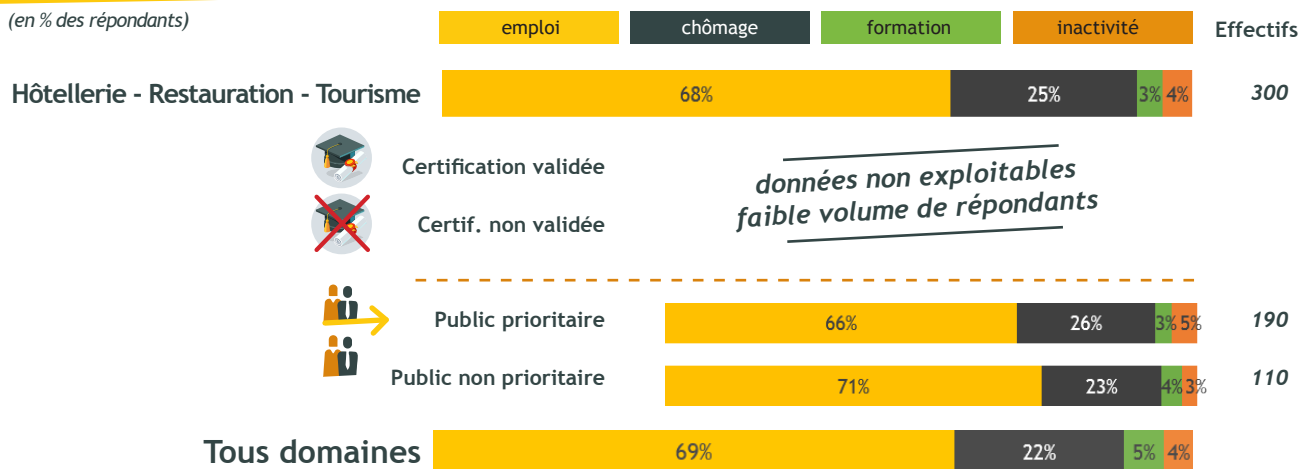 (en % des répondants)
emploi chômage formation inactivité Effectifs
Hôtellerie - Restauration - Tourisme 68% 25% 3% 4% 300
Certification validée
données non exploitables
faible volume de répondants
Certif. non validée
Public prioritaire 66% 26% 3% 5% 190
Public non prioritaire 71% 23% 4% 3% 110
Tous domaines 69% 22% 5% 4%